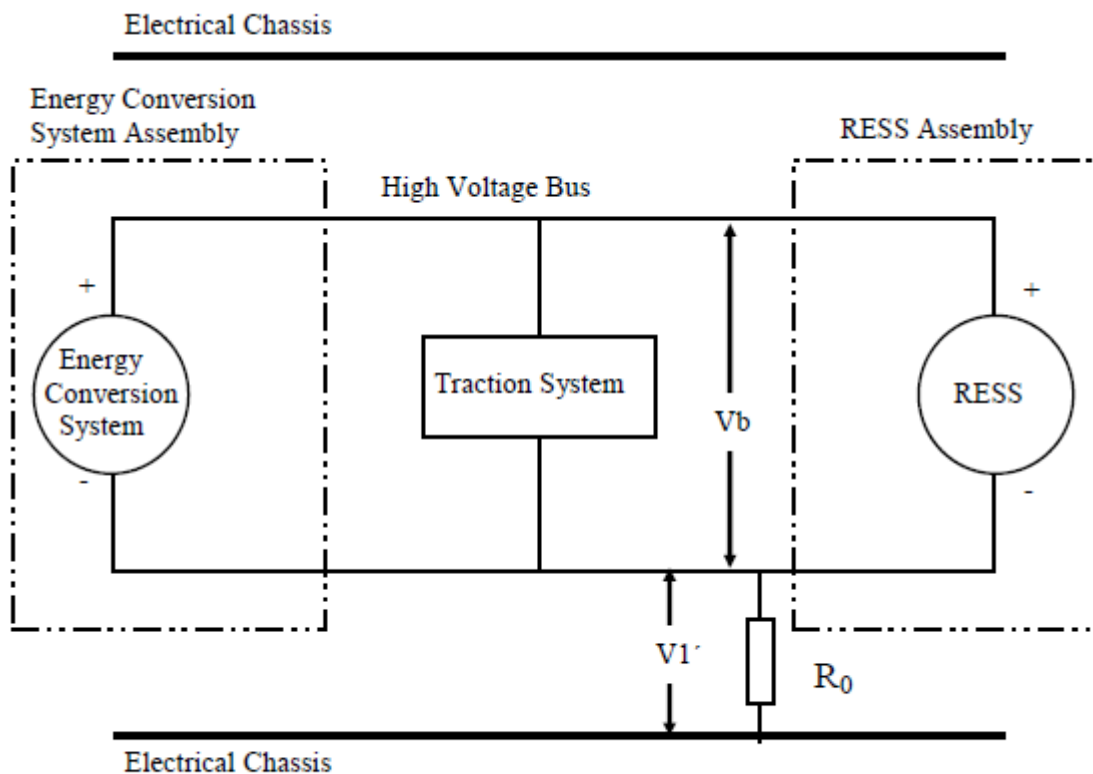 Electrical Chassis
Energy Conversion
System Assembly
RESS Assembly
High Voltage Bus
+
+
Energy
Conversion
System
Traction System
Vb
RESS
-
-
V1´
R₀
Electrical Chassis